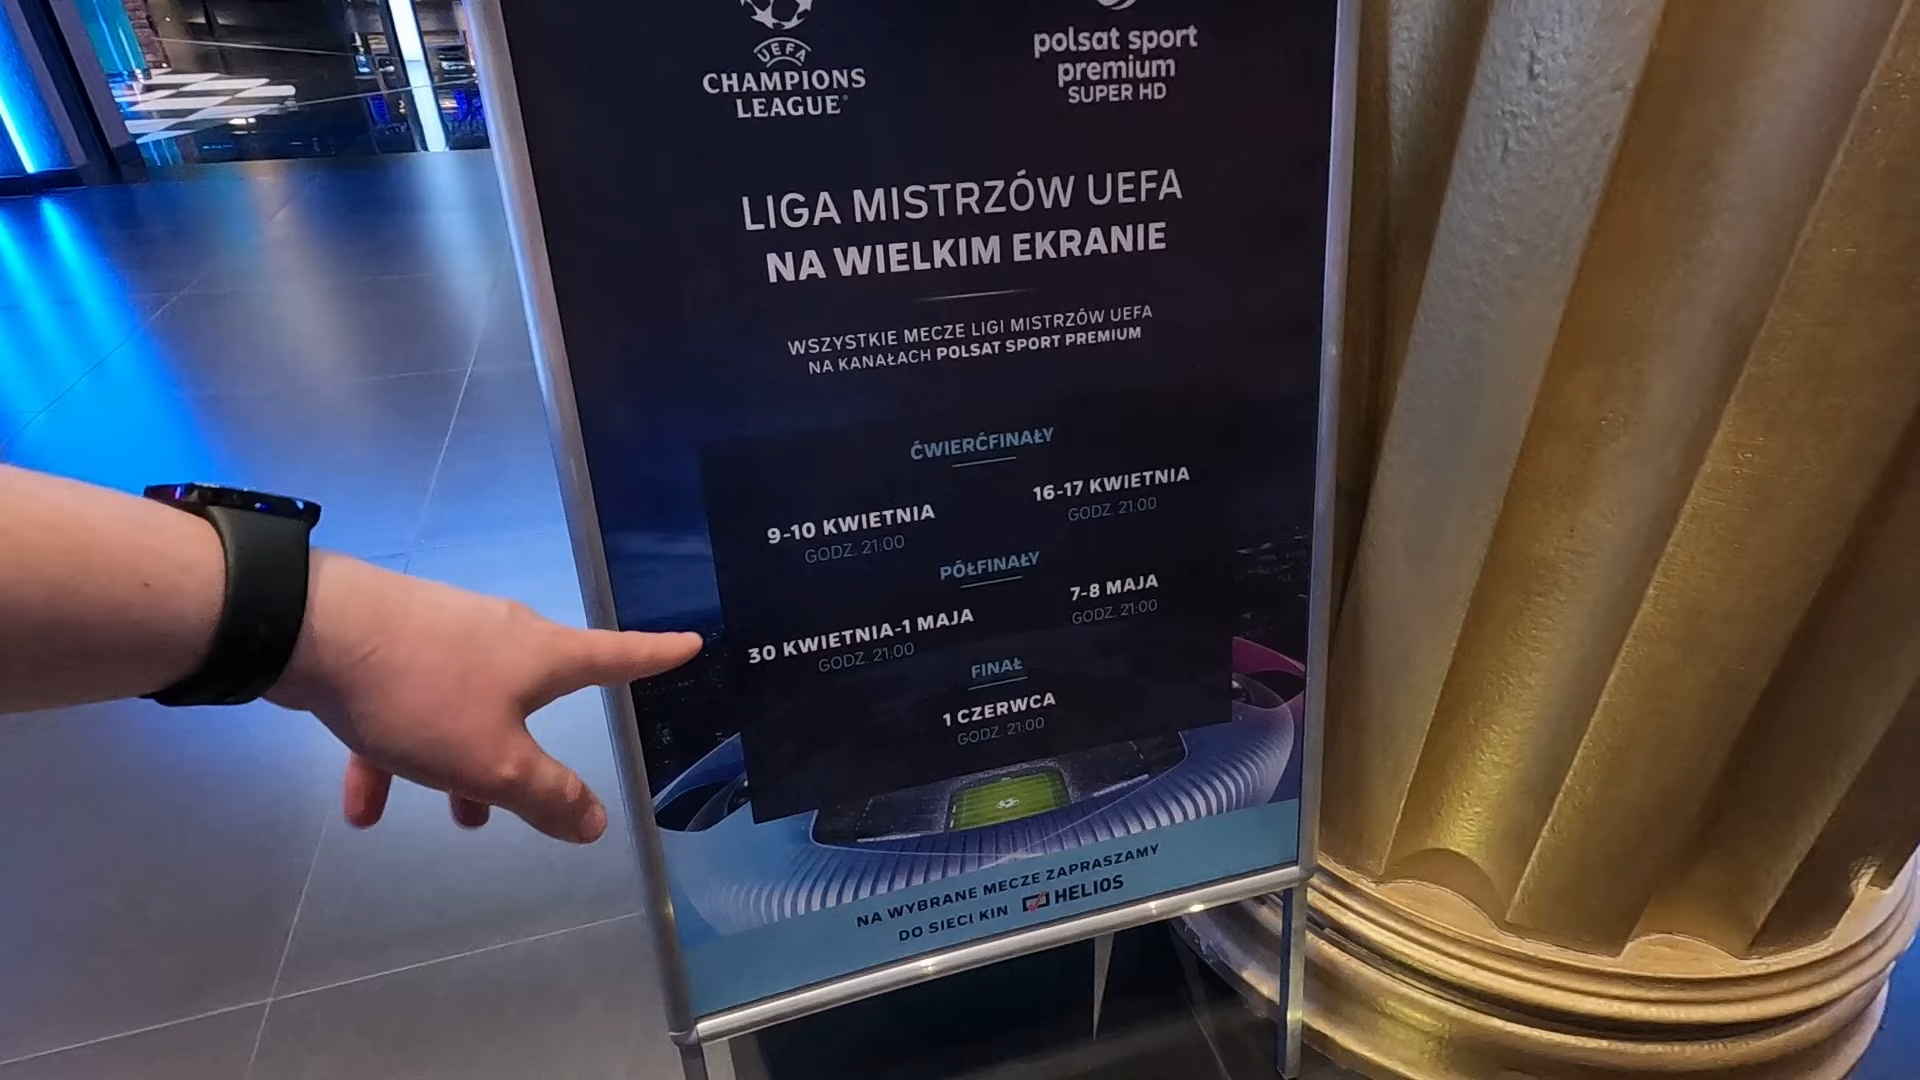 UEFA
CHAMPIONS
LEAGUE®
polsat sport
premium
SUPER HD
LIGA MISTRZÓW UEFA
NA WIELKIM EKRANIE
WSZYSTKIE MECZE LIGI MISTRZÓW UEFA
NA KANAŁACH POLSAT SPORT PREMIUM
ĆWIERĆFINAŁY
9-10 KWIETNIA
GODZ. 21:00
16-17 KWIETNIA
GODZ. 21:00
PÓŁFINAŁY
30 KWIETNIA-1 MAJA
GODZ. 21:00
7-8 MAJA
GODZ. 21:00
FINAŁ
1 CZERWCA
GODZ. 21:00
NA WYBRANE MECZE ZAPRASZAMY
DO SIECI KIN HELIOS